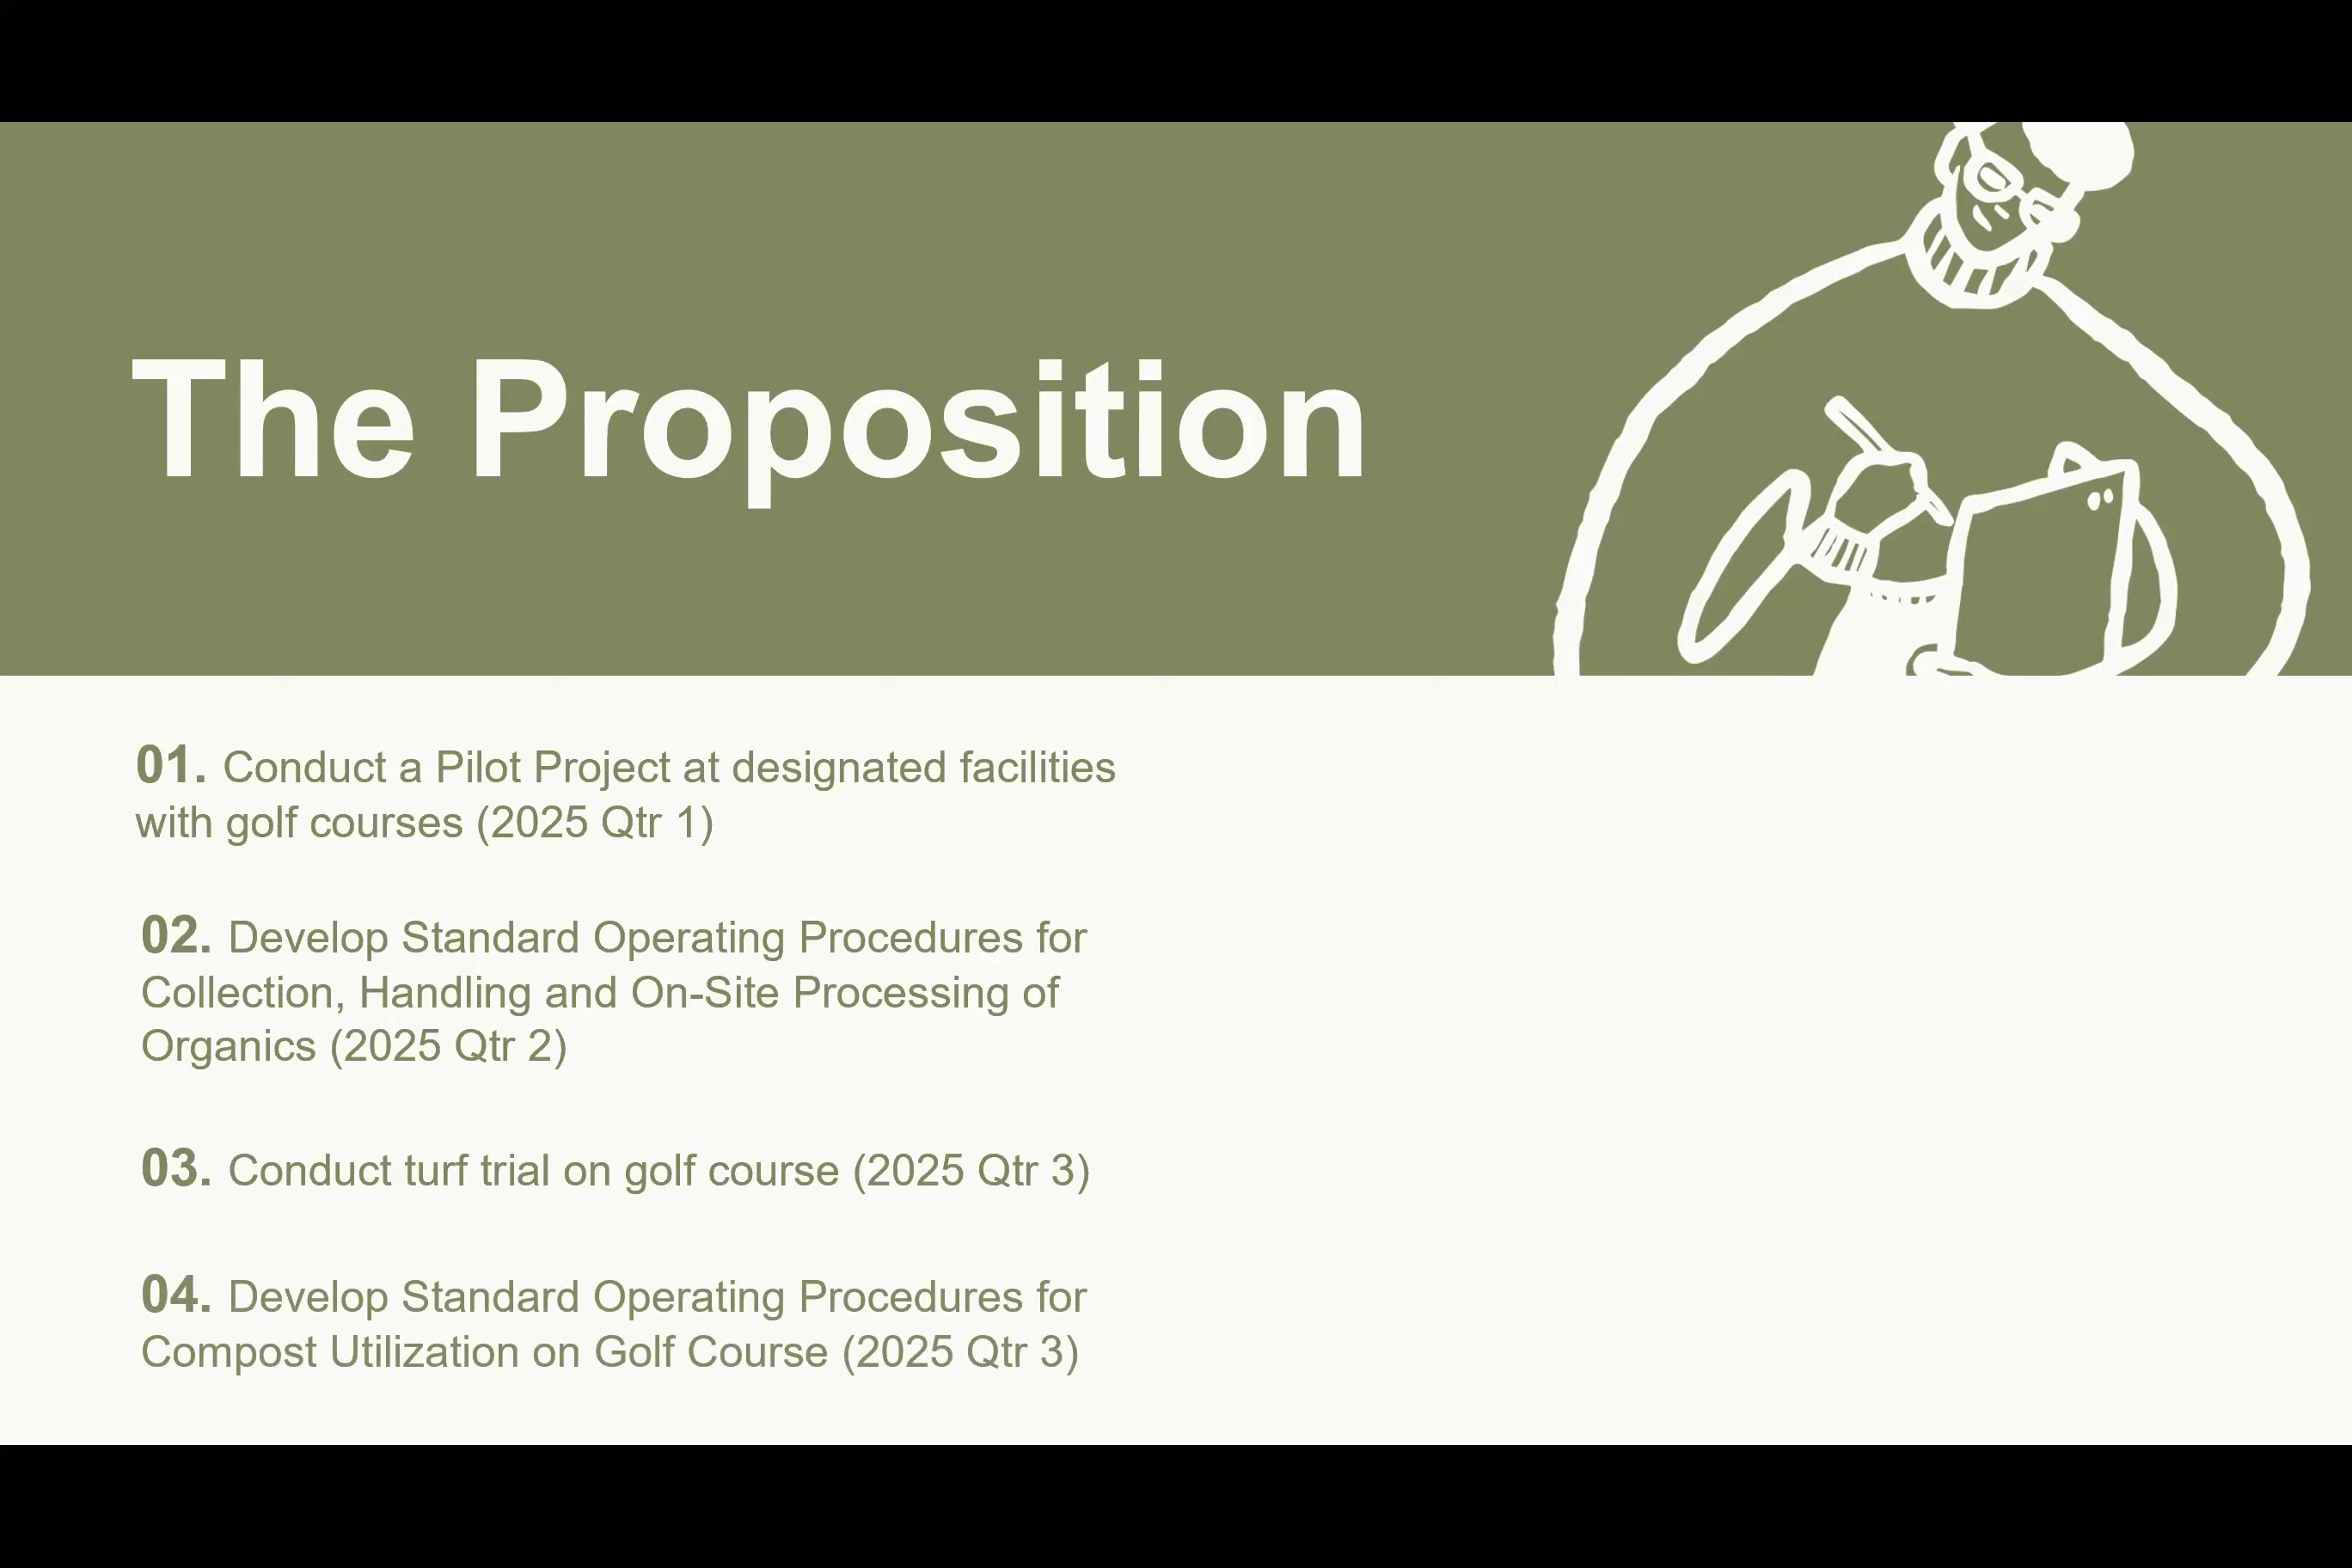 The Proposition
01. Conduct a Pilot Project at designated facilities
with golf courses (2025 Qtr 1)
02. Develop Standard Operating Procedures for
Collection, Handling and On-Site Processing of
Organics (2025 Qtr 2)
03. Conduct turf trial on golf course (2025 Qtr 3)
04. Develop Standard Operating Procedures for
Compost Utilization on Golf Course (2025 Qtr 3)